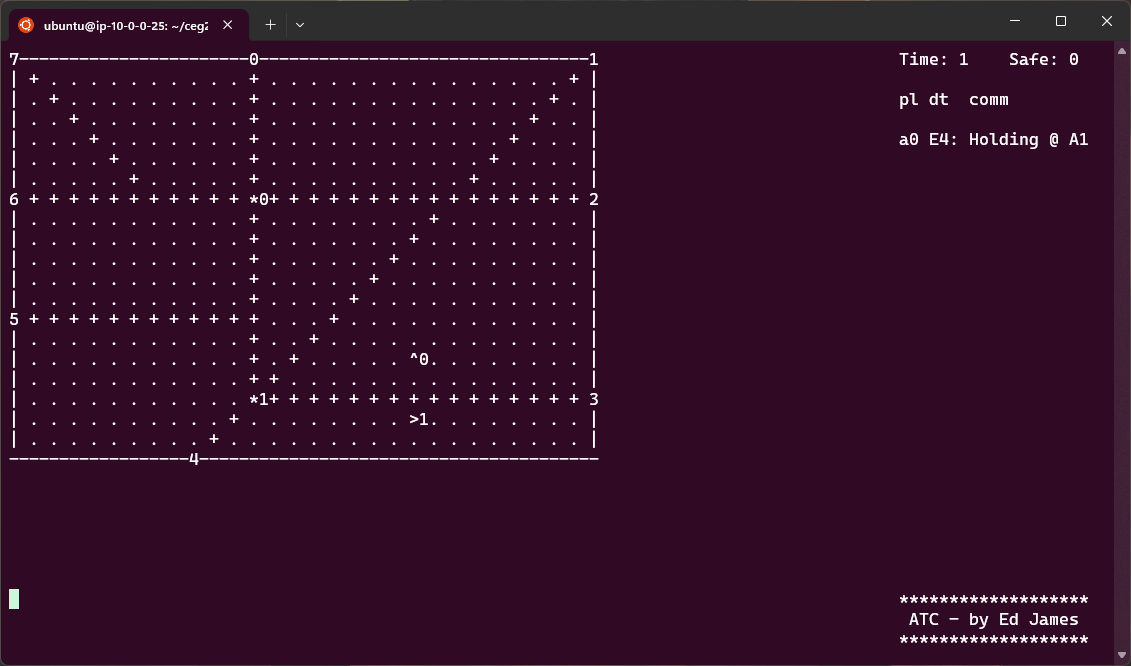 ubuntu@ip-10-0-0-25: ~/ceg2
7-----------------------0---------------------------------1 Time: 1 Safe: 0
| + . . . . . . . . . . + . . . . . . . . . . . . . . . + |
| . + . . . . . . . . . + . . . . . . . . . . . . . . + . | pl dt comm
| . . + . . . . . . . . + . . . . . . . . . . . . . + . . |
| . . . + . . . . . . . + . . . . . . . . . . . . + . . . | a0 E4: Holding @ A1
| . . . . + . . . . . . + . . . . . . . . . . . + . . . . |
| . . . . . + . . . . . + . . . . . . . . . . + . . . . . |
6 + + + + + + + + + + + *0+ + + + + + + + + + + + + + + + 2
| . . . . . . . . . . . + . . . . . . . . + . . . . . . . |
| . . . . . . . . . . . + . . . . . . . + . . . . . . . . |
| . . . . . . . . . . . + . . . . . . + . . . . . . . . . |
| . . . . . . . . . . . + . . . . . + . . . . . . . . . . |
| . . . . . . . . . . . + . . . . + . . . . . . . . . . . |
5 + + + + + + + + + + + + . . . + . . . . . . . . . . . . |
| . . . . . . . . . . . + . . + . . . . . . . . . . . . . |
| . . . . . . . . . . . + . + . . . . . ^0. . . . . . . . |
| . . . . . . . . . . . + + . . . . . . . . . . . . . . . |
| . . . . . . . . . . . *1+ + + + + + + + + + + + + + + + 3
| . . . . . . . . . . + . . . . . . . . >1. . . . . . . . |
| . . . . . . . . . + . . . . . . . . . . . . . . . . . . |
------------------4----------------------------------------
*******************
ATC - by Ed James
*******************